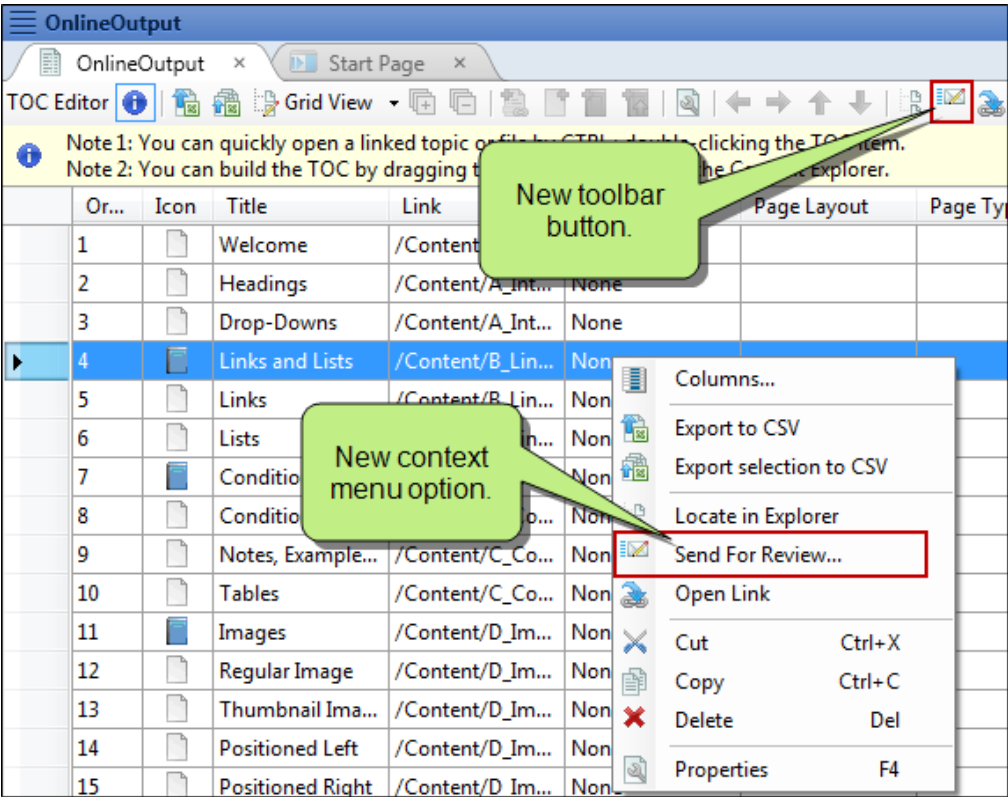 OnlineOutput
OnlineOutput × Start Page ×
TOC Editor Grid View
Note 1: You can quickly open a linked topic or file by CTRL+double-clicking the TOC item.
Note 2: You can build the TOC by dragging the Content Explorer.
New toolbar
button.
Or... Icon Title Link Page Layout Page Typ
1 Welcome /Content
2 Headings /Content/A_Int... None
3 Drop-Downs /Content/A_Int... None
4 Links and Lists /Content/B_Lin... Non
Columns...
5 Links /Content/B_Lin... Non
Export to CSV
6 Lists in... Non
New context
menu option.
Export selection to CSV
7 Conditio Non
Locate in Explorer
8 Conditio o... Non
Send For Review...
9 Notes, Example... /Content/C_Co... Non
Open Link
10 Tables /Content/C_Co... Non
Cut Ctrl+X
11 Images /Content/D_Im... Non
Copy Ctrl+C
12 Regular Image /Content/D_Im... Non
Delete Del
13 Thumbnail Ima... /Content/D_Im... Non
14 Positioned Left /Content/D_Im... Non
Properties F4
15 Positioned Right /Content/D_Im... None